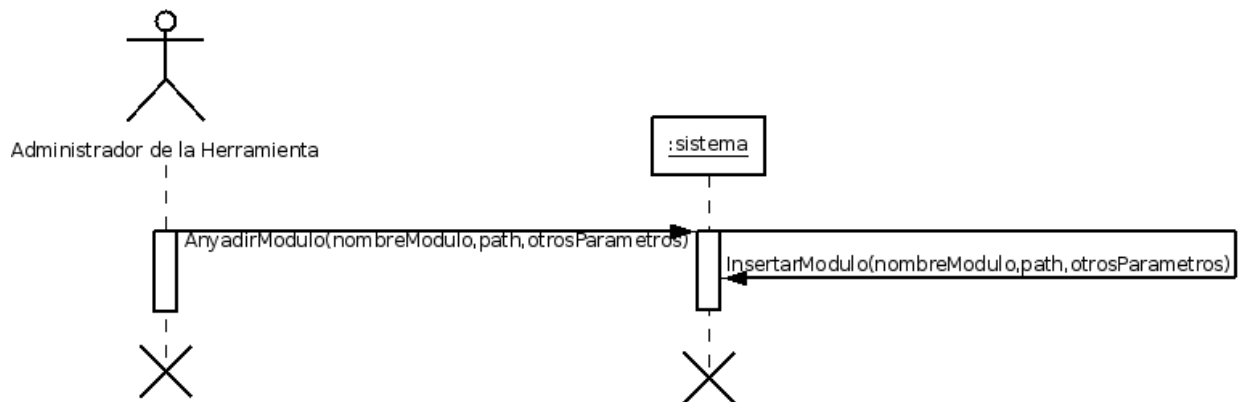 Administrador de la Herramienta
:sistema
AnyadirModulo(nombreModulo,path,otrosParametros)
InsertarModulo(nombreModulo,path,otrosParametros)